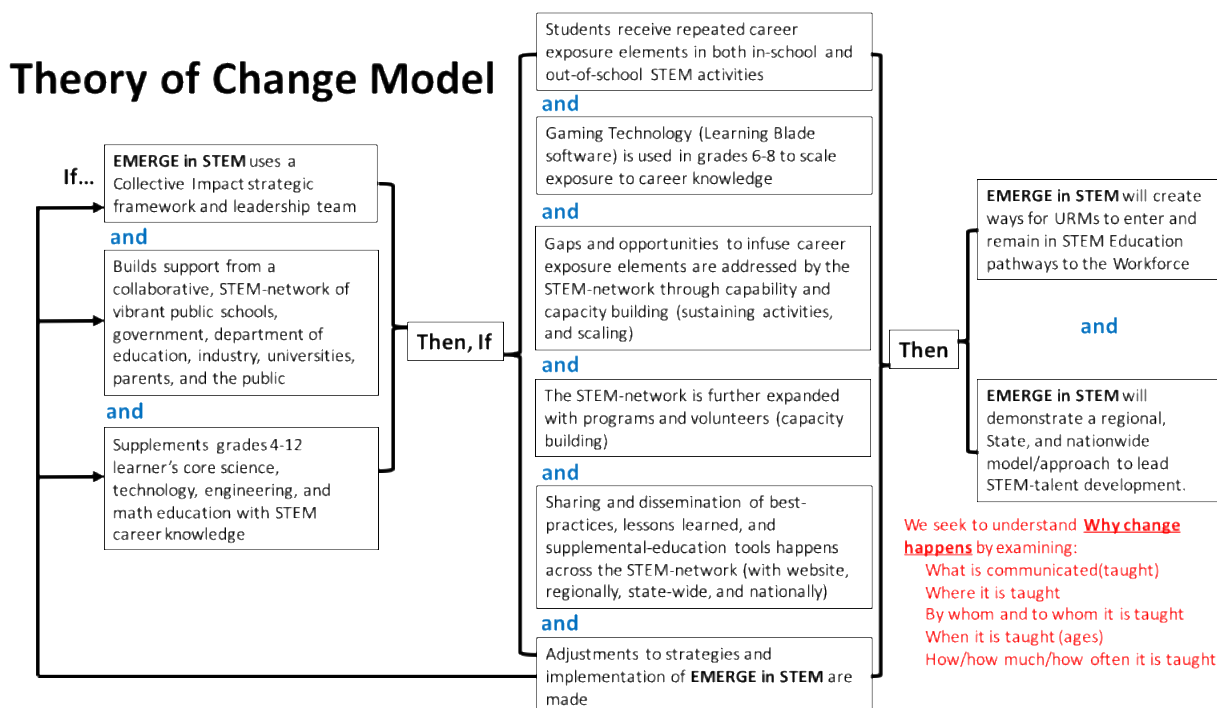 Theory of Change Model
If...
EMERGE in STEM uses a
Collective Impact strategic
framework and leadership team
and
Builds support from a
collaborative, STEM-network of
vibrant public schools,
government, department of
education, industry, universities,
parents, and the public
and
Supplements grades 4-12
learner's core science,
technology, engineering, and
math education with STEM
career knowledge
Then, If
Students receive repeated career
exposure elements in both in-school and
out-of-school STEM activities
and
Gaming Technology (Learning Blade
software) is used in grades 6-8 to scale
exposure to career knowledge
and
Gaps and opportunities to infuse career
exposure elements are addressed by the
STEM-network through capability and
capacity building (sustaining activities,
and scaling)
and
The STEM-network is further expanded
with programs and volunteers (capacity
building)
and
Sharing and dissemination of best-
practices, lessons learned, and
supplemental-education tools happens
across the STEM-network (with website,
regionally, state-wide, and nationally)
and
Adjustments to strategies and
implementation of EMERGE in STEM are
made
Then
EMERGE in STEM will create
ways for URMs to enter and
remain in STEM Education
pathways to the Workforce
and
EMERGE in STEM will
demonstrate a regional,
State, and nationwide
model/approach to lead
STEM-talent development.
We seek to understand Why change
happens by examining:
What is communicated(taught)
Where it is taught
By whom and to whom it is taught
When it is taught (ages)
How/how much/how often it is taught